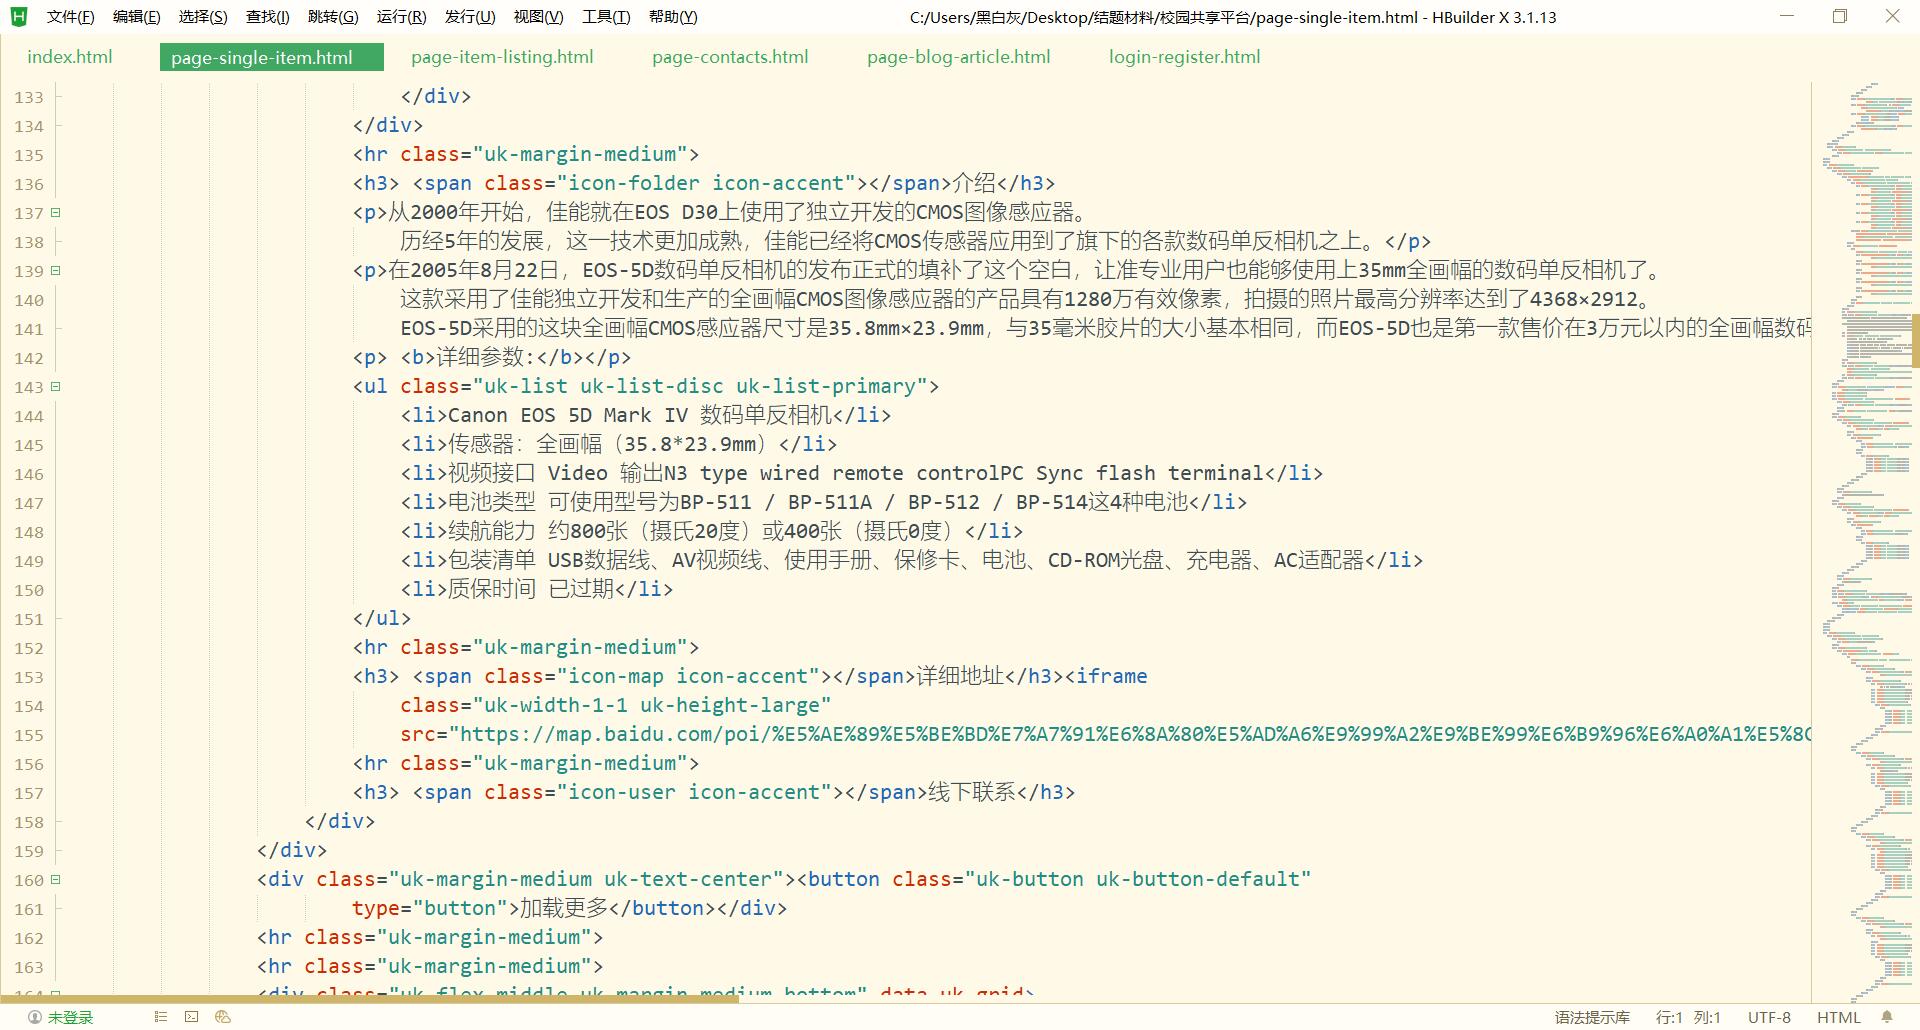 文件(F) 编辑(E) 选择(S) 查找(I) 跳转(G) 运行(R) 发行(U) 视图(V) 工具(T) 帮助(Y) C:/Users/黑白灰/Desktop/结题材料/校园共享平台/page-single-item.html - HBuilder X 3.1.13
index.html page-single-item.html page-item-listing.html page-contacts.html page-blog-article.html login-register.html
133 </div>
134 </div>
135 <hr class="uk-margin-medium">
136 <h3> <span class="icon-folder icon-accent"></span>介绍</h3>
137 <p>从2000年开始，佳能就在EOS D30上使用了独立开发的CMOS图像感应器。
138 历经5年的发展，这一技术更加成熟，佳能已经将CMOS传感器应用到了旗下的各款数码单反相机之上。</p>
139 <p>在2005年8月22日，EOS-5D数码单反相机的发布正式的填补了这个空白，让准专业用户也能够使用上35mm全画幅的数码单反相机了。
140 这款采用了佳能独立开发和生产的全画幅CMOS图像感应器的产品具有1280万有效像素，拍摄的照片最高分辨率达到了4368×2912。
141 EOS-5D采用的这块全画幅CMOS感应器尺寸是35.8mm×23.9mm，与35毫米胶片的大小基本相同，而EOS-5D也是第一款售价在3万元以内的全画幅数码
142 <p> <b>详细参数:</b></p>
143 <ul class="uk-list uk-list-disc uk-list-primary">
144 <li>Canon EOS 5D Mark IV 数码单反相机</li>
145 <li>传感器：全画幅（35.8*23.9mm）</li>
146 <li>视频接口 Video 输出N3 type wired remote controlPC Sync flash terminal</li>
147 <li>电池类型 可使用型号为BP-511 / BP-511A / BP-512 / BP-514这4种电池</li>
148 <li>续航能力 约800张（摄氏20度）或400张（摄氏0度）</li>
149 <li>包装清单 USB数据线、AV视频线、使用手册、保修卡、电池、CD-ROM光盘、充电器、AC适配器</li>
150 <li>质保时间 已过期</li>
151 </ul>
152 <hr class="uk-margin-medium">
153 <h3> <span class="icon-map icon-accent"></span>详细地址</h3><iframe
154 class="uk-width-1-1 uk-height-large"
155 src="https://map.baidu.com/poi/%E5%AE%89%E5%BE%BD%E7%A7%91%E6%8A%80%E5%AD%A6%E9%99%A2%E9%BE%99%E6%B9%96%E6%A0%A1%E5%8C
156 <hr class="uk-margin-medium">
157 <h3> <span class="icon-user icon-accent"></span>线下联系</h3>
158 </div>
159 </div>
160 <div class="uk-margin-medium uk-text-center"><button class="uk-button uk-button-default"
161 type="button">加载更多</button></div>
162 <hr class="uk-margin-medium">
163 <hr class="uk-margin-medium">
164 <div class="uk-flex-middle uk-margin-medium-bottom" data-uk-grid>
未登录 语法提示库 行:1 列:1 UTF-8 HTML